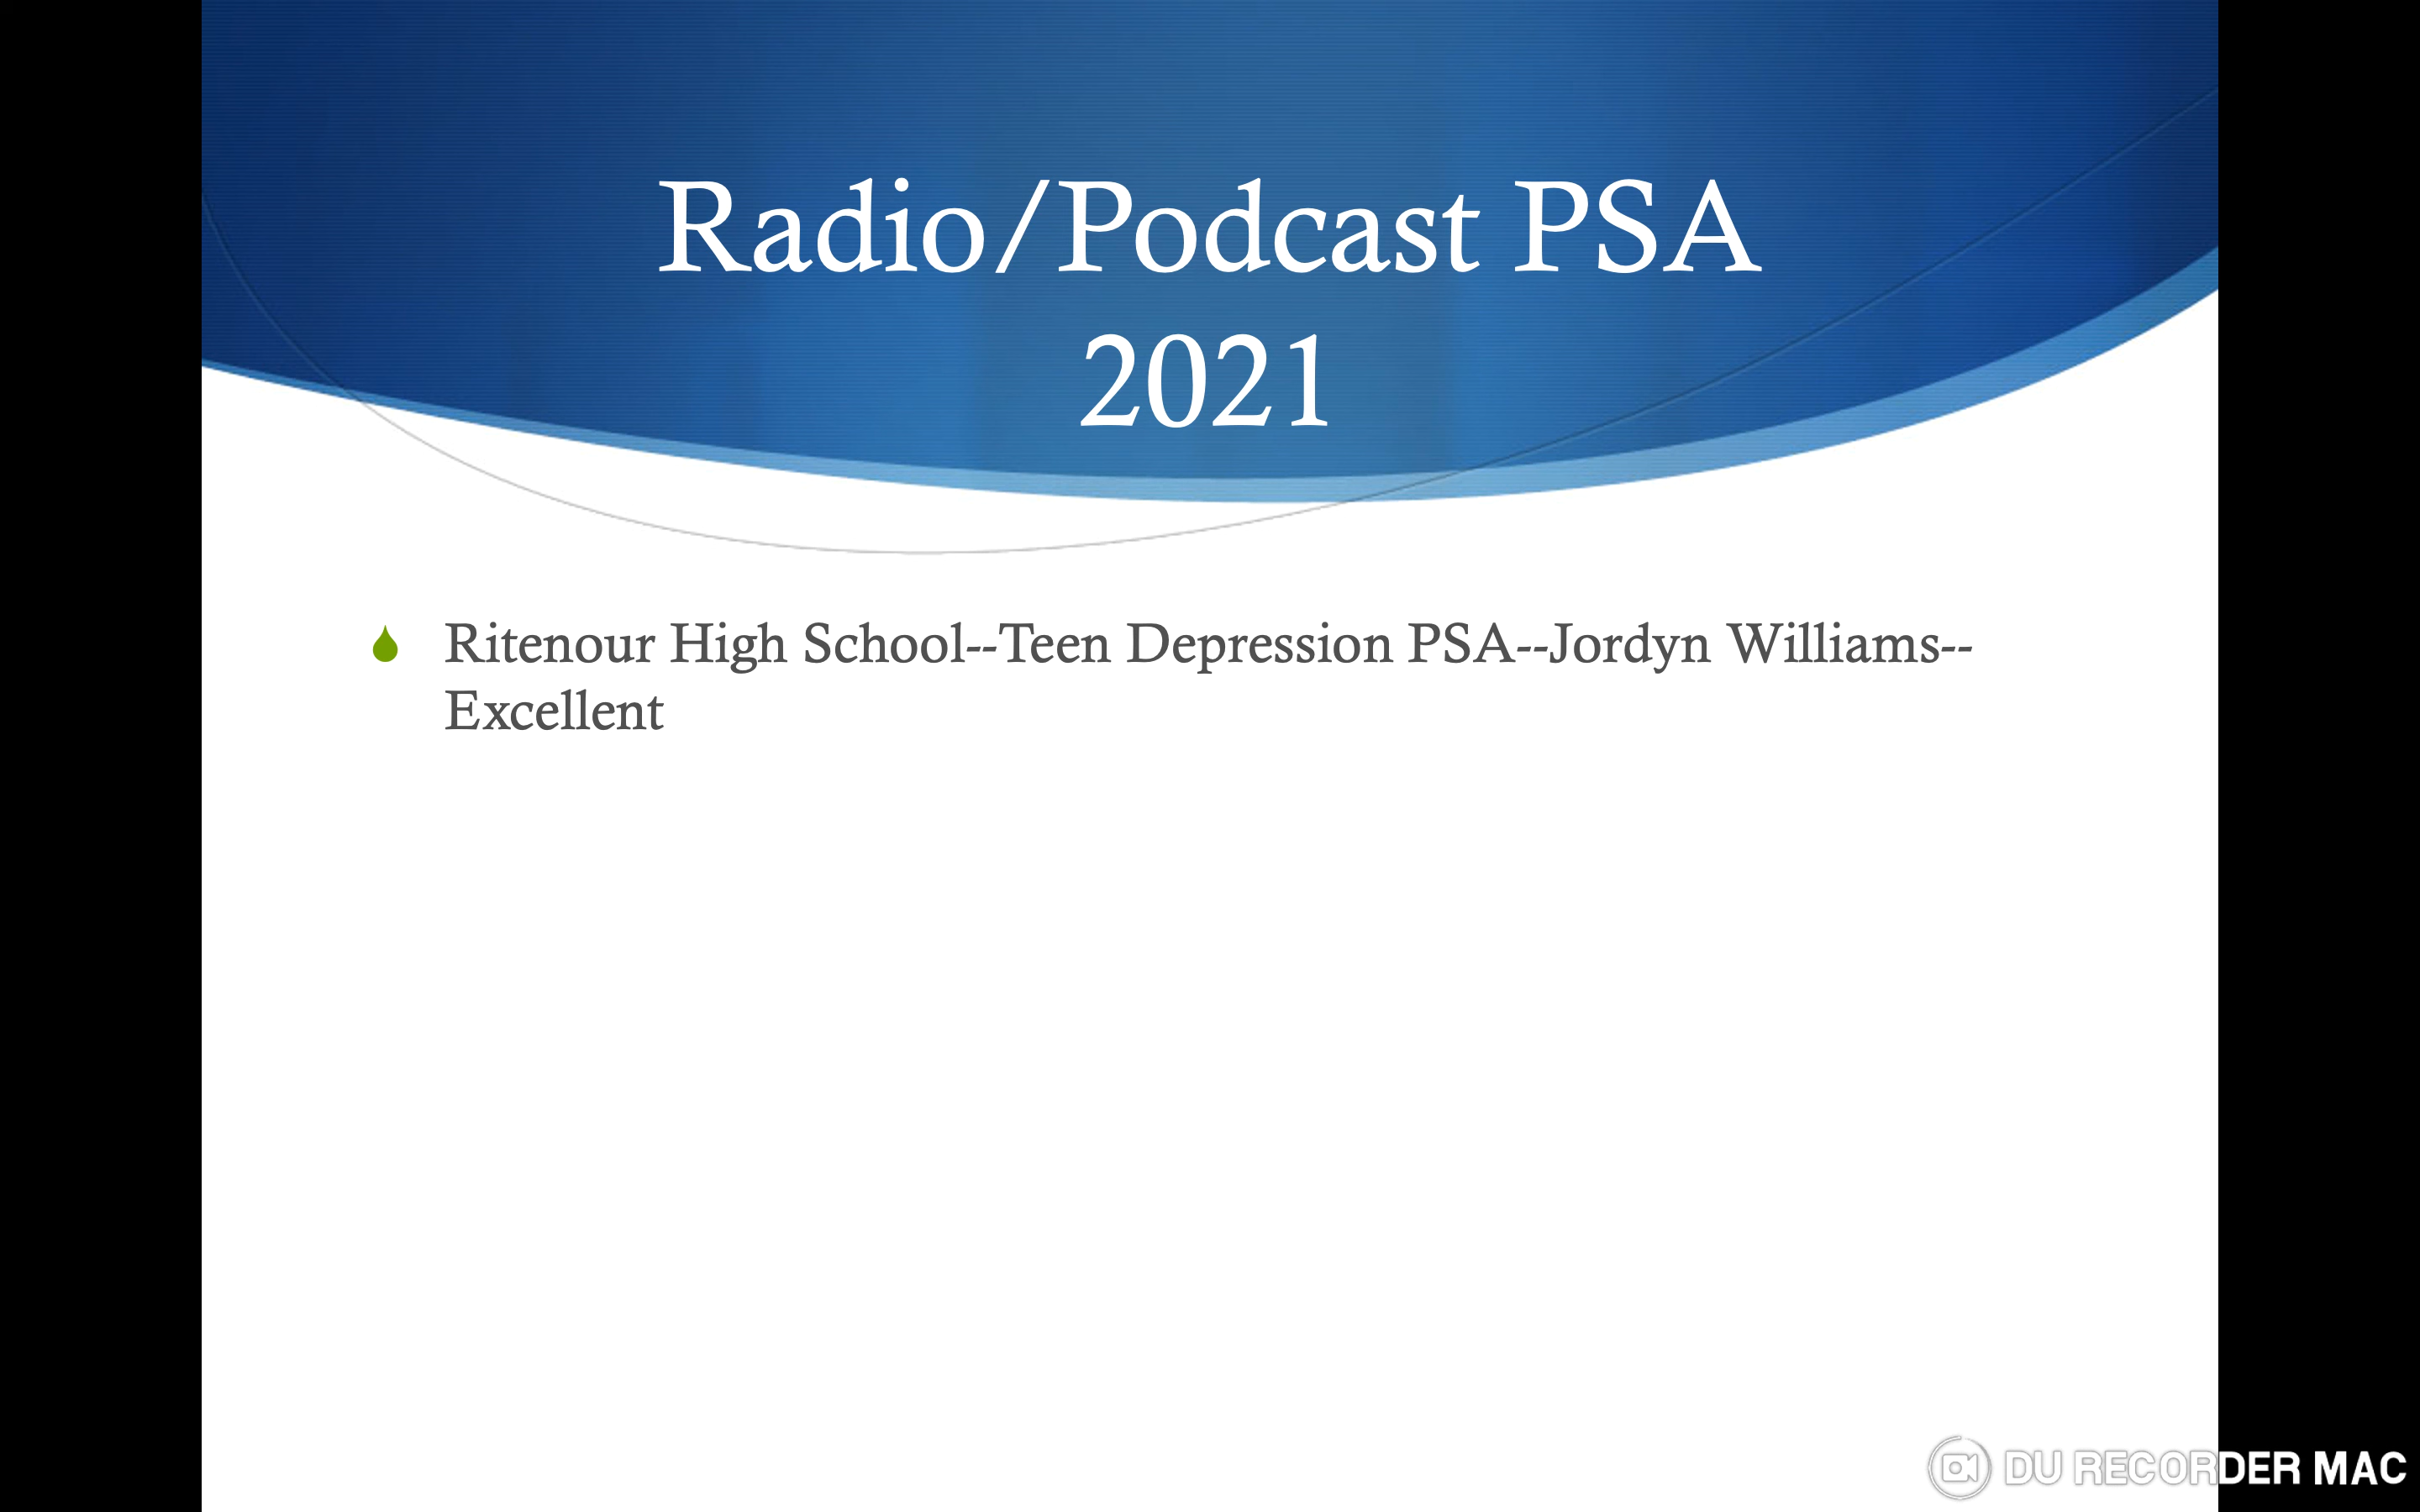 Radio/Podcast PSA
2021
Ritenour High School--Teen Depression PSA--Jordyn Williams--
Excellent
DU RECORDER MAC